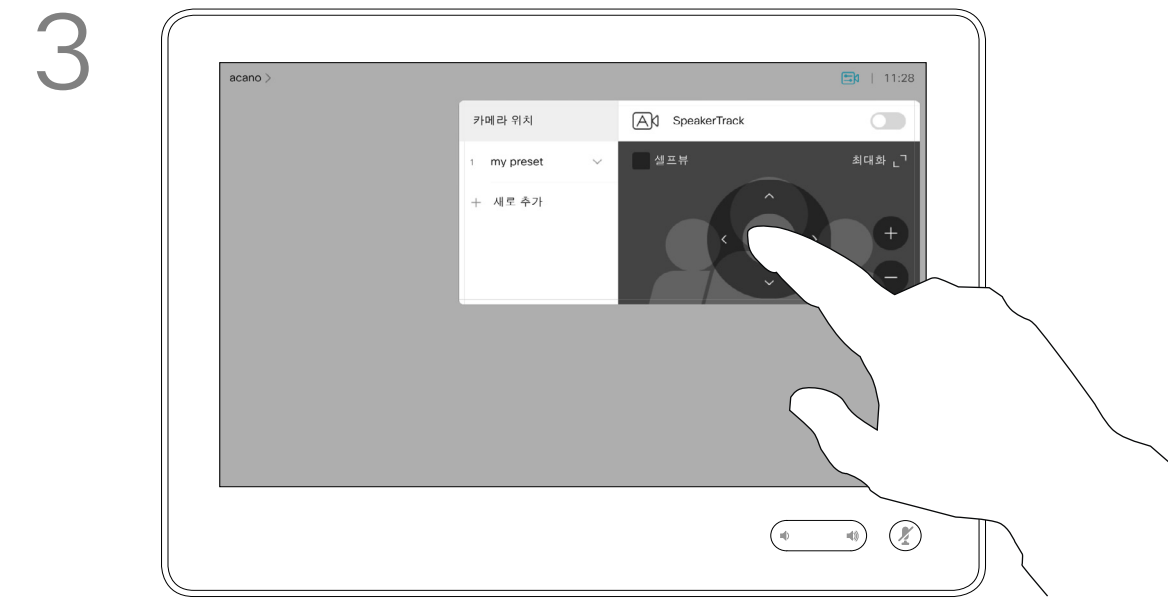 3
acano >
11:28
카메라 위치
SpeakerTrack
1 my preset
셀프뷰
최대화
+ 새로 추가